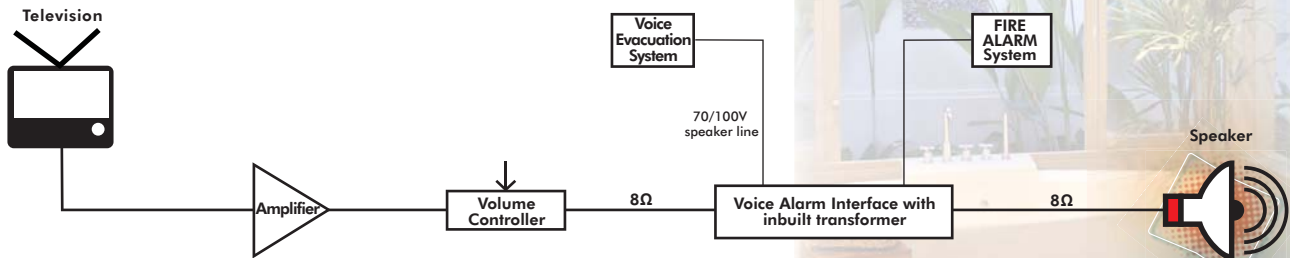 Television
Voice
Evacuation
System
FIRE
ALARM
System
70/100V
speaker line
Speaker
Amplifier
Volume
Controller
8Ω
Voice Alarm Interface with
inbuilt transformer
8Ω